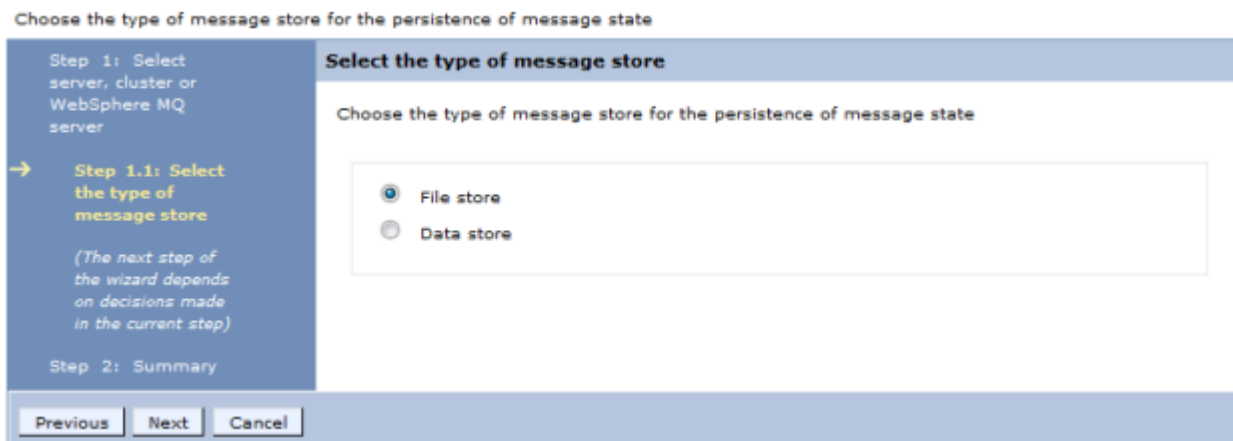 Choose the type of message store for the persistence of message state
Step 1: Select
server, cluster or
WebSphere MQ
server
Step 1.1: Select
the type of
message store
(The next step of
the wizard depends
on decisions made
in the current step)
Step 2: Summary
Select the type of message store
Choose the type of message store for the persistence of message state
File store
Data store
Previous Next Cancel